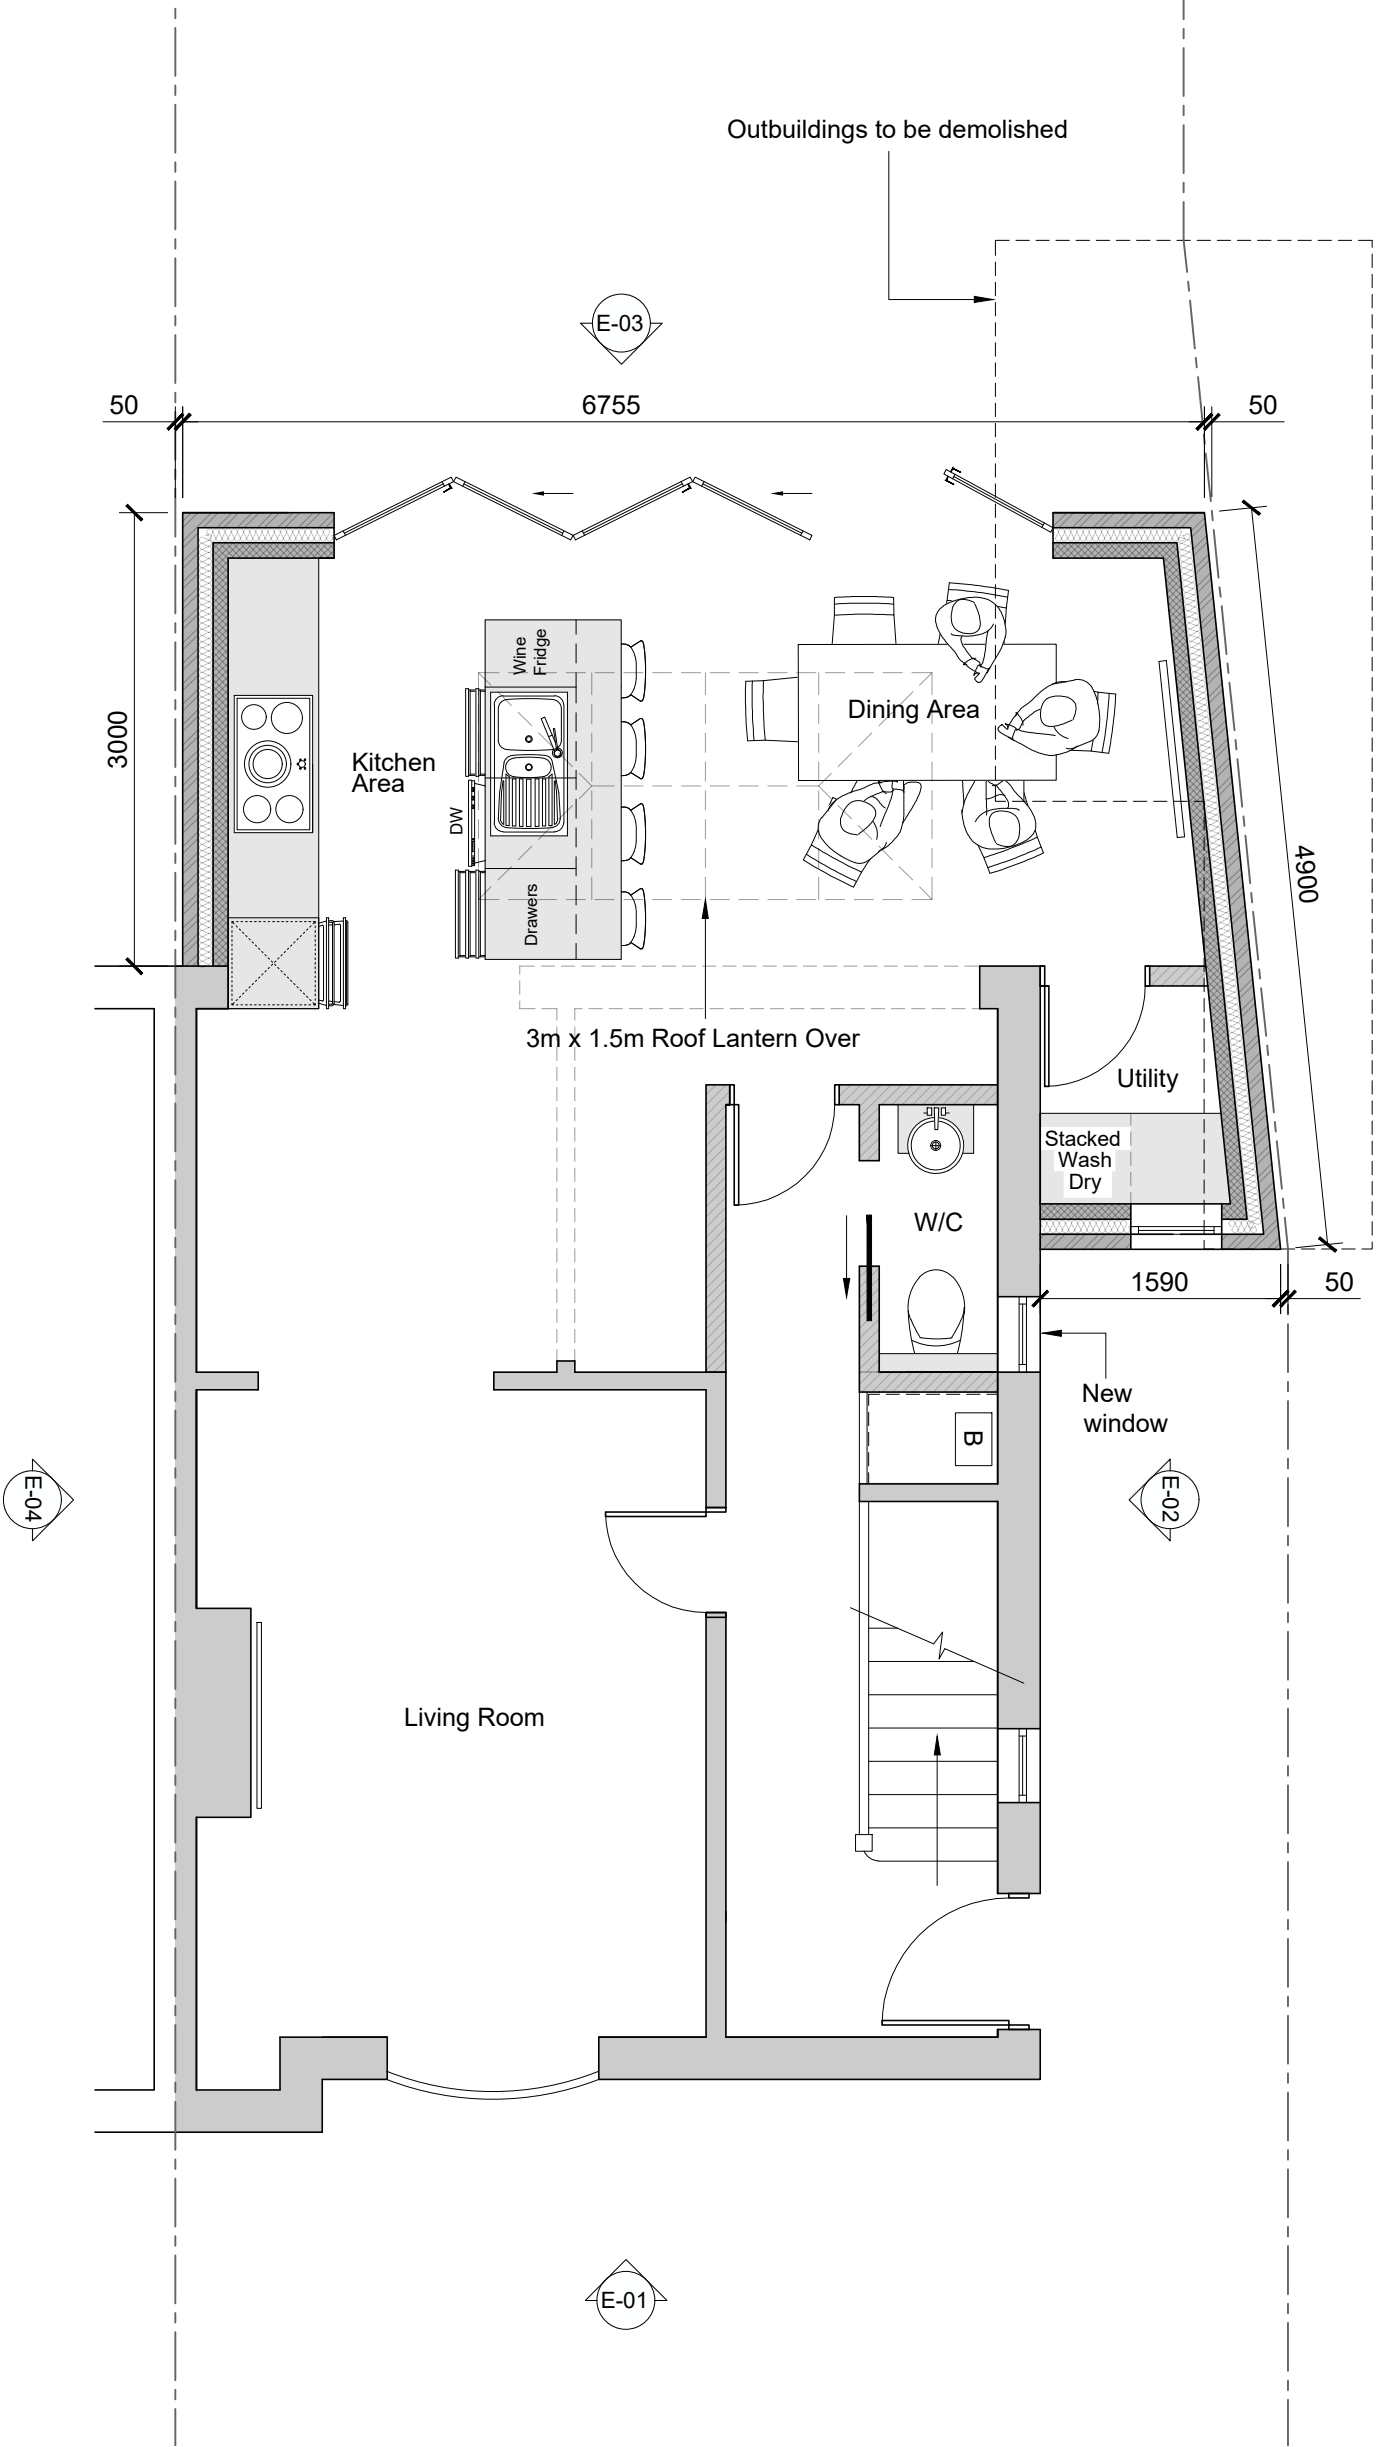 Outbuildings to be demolished
E-03
50
6755
50
Wine
Fridge
Dining Area
3000
Kitchen
Area
DW
4900
Drawers
3m x 1.5m Roof Lantern Over
Utility
Stacked
Wash
Dry
W/C
1590
50
New
window
B
E-04
E-02
Living Room
E-01